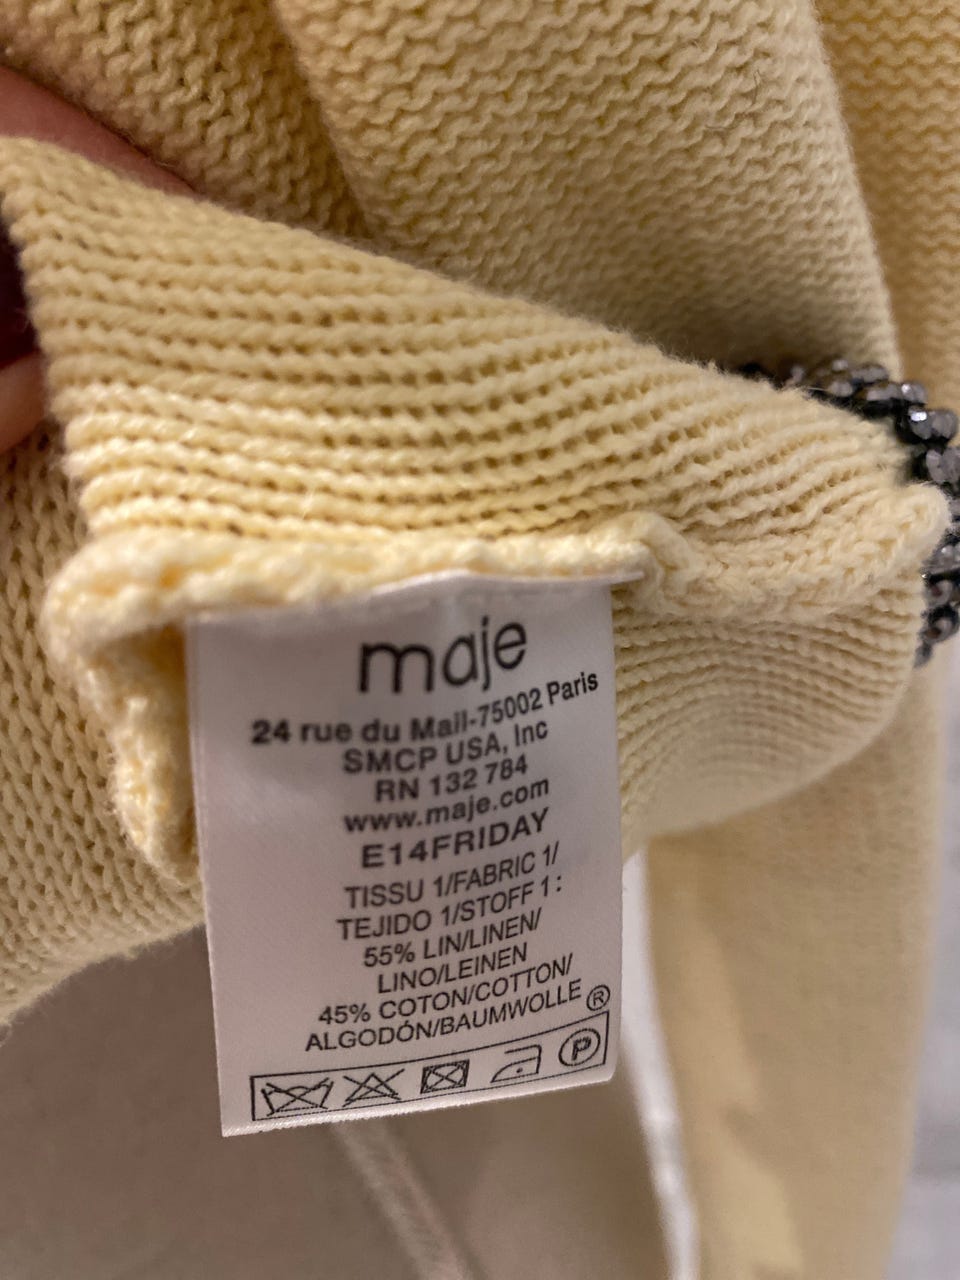 maje
24 rue du Mail-75002 Paris
SMCP USA, Inc
RN 132 784
www.maje.com
E14FRIDAY
TISSU 1/FABRIC 1/
TEJIDO 1/STOFF 1 :
55% LIN/LINEN/
LINO/LEINEN
45% COTON/COTTON/
ALGODÓN/BAUMWOLLE ®
P